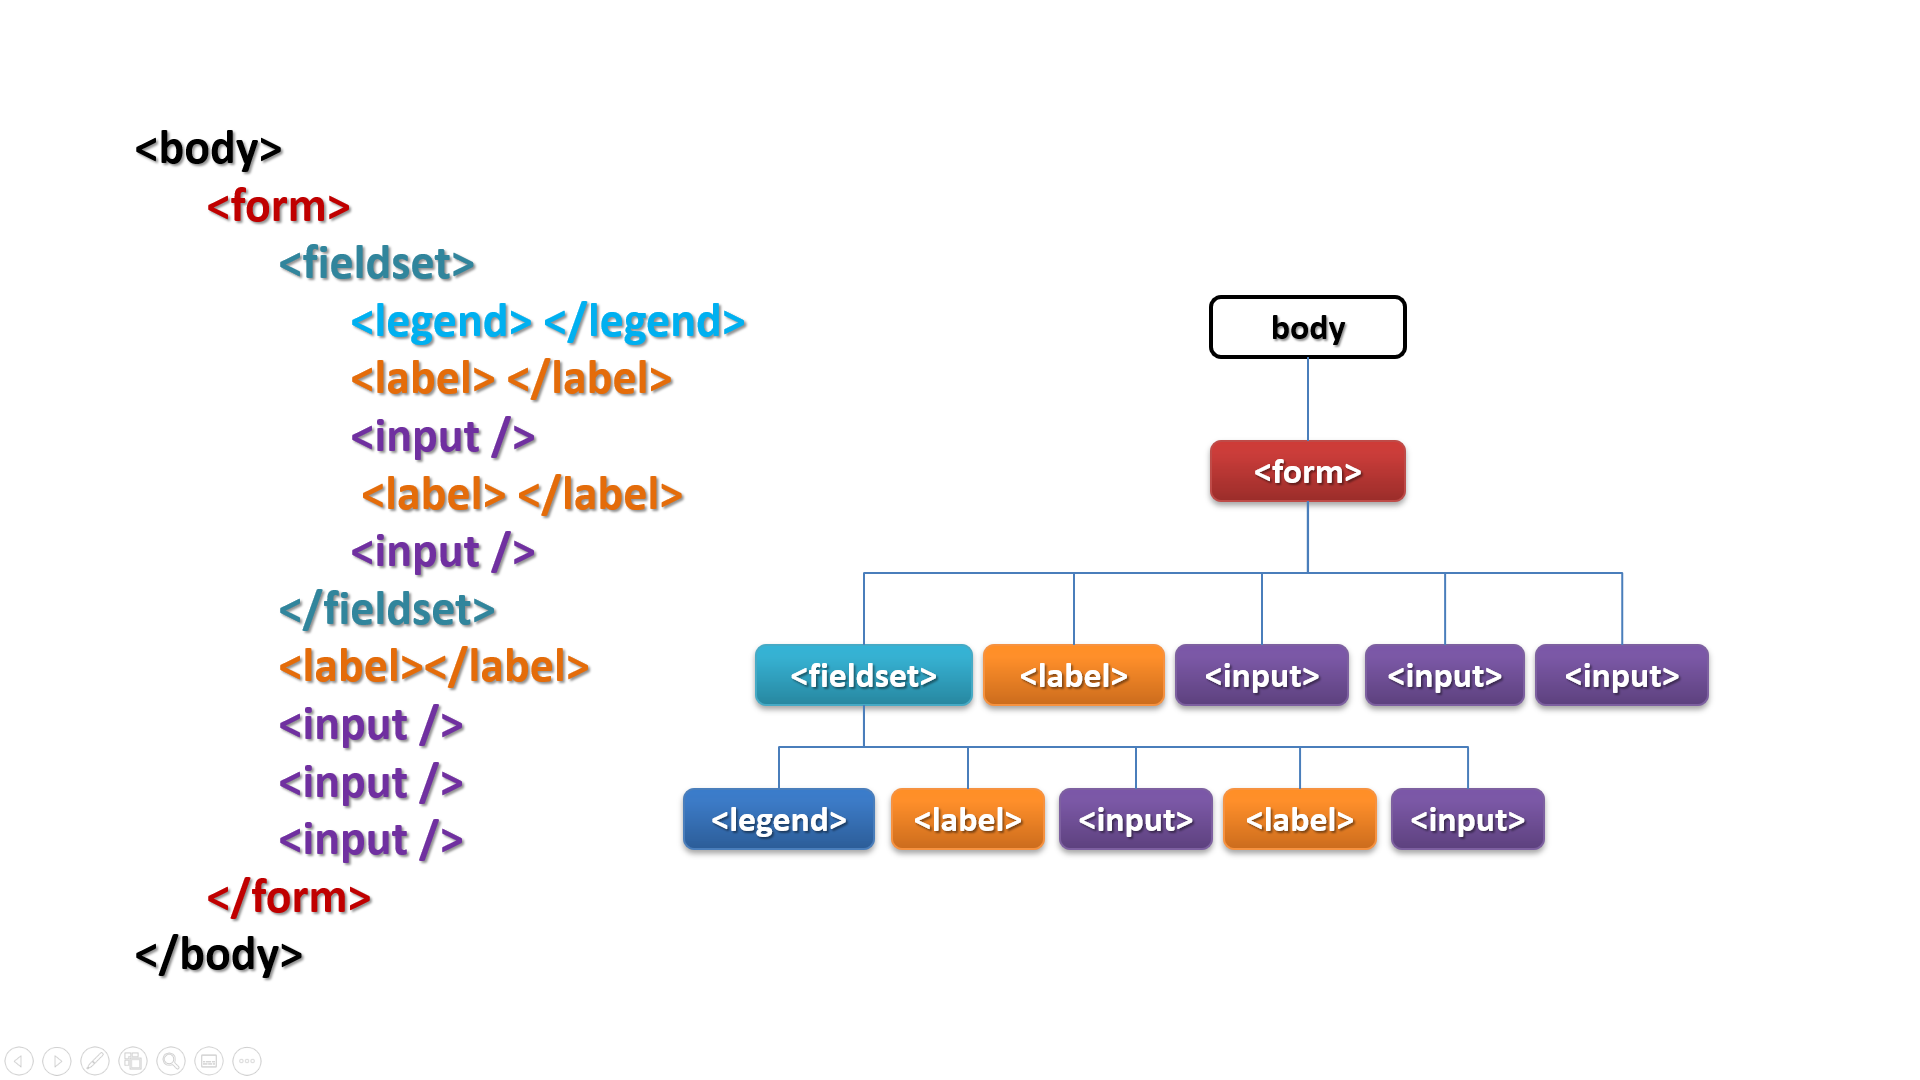 <body>
<form>
<fieldset>
<legend> </legend>
<label> </label>
<input />
<label> </label>
<input />
</fieldset>
<label></label>
<input />
<input />
<input />
</form>
</body>
body
<form>
<fieldset> <label> <input> <input> <input>
<legend> <label> <input> <label> <input>